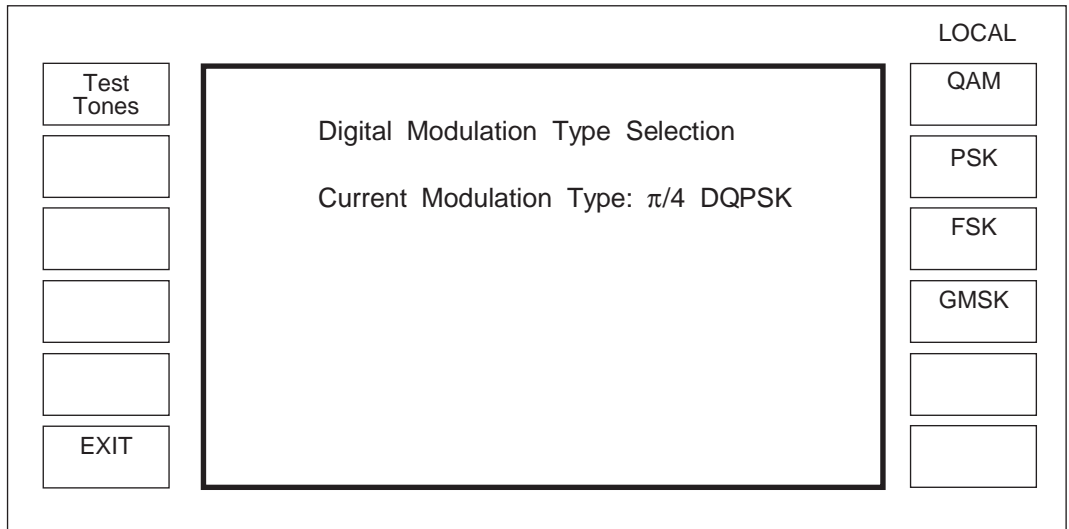 LOCAL
Test
Tones
Digital Modulation Type Selection
Current Modulation Type: π/4 DQPSK
EXIT
QAM
PSK
FSK
GMSK